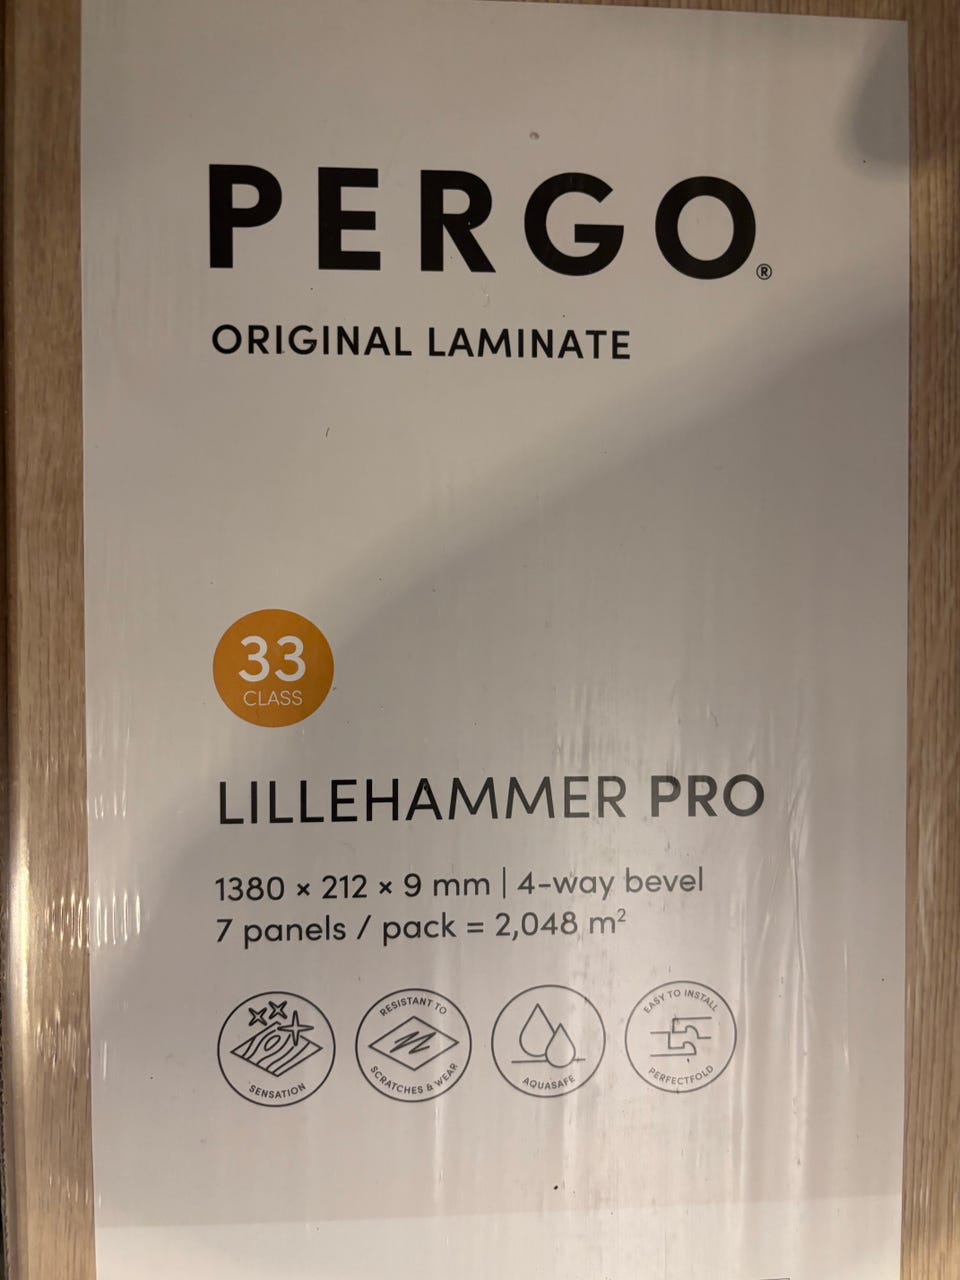 PERGO®
ORIGINAL LAMINATE
33
CLASS
LILLEHAMMER PRO
1380 × 212 × 9 mm | 4-way bevel
7 panels / pack = 2,048 m²
SENSATION
RESISTANT TO
SCRATCHES & WEAR
AQUASAFE
EASY TO INSTALL
PERFECTFOLD